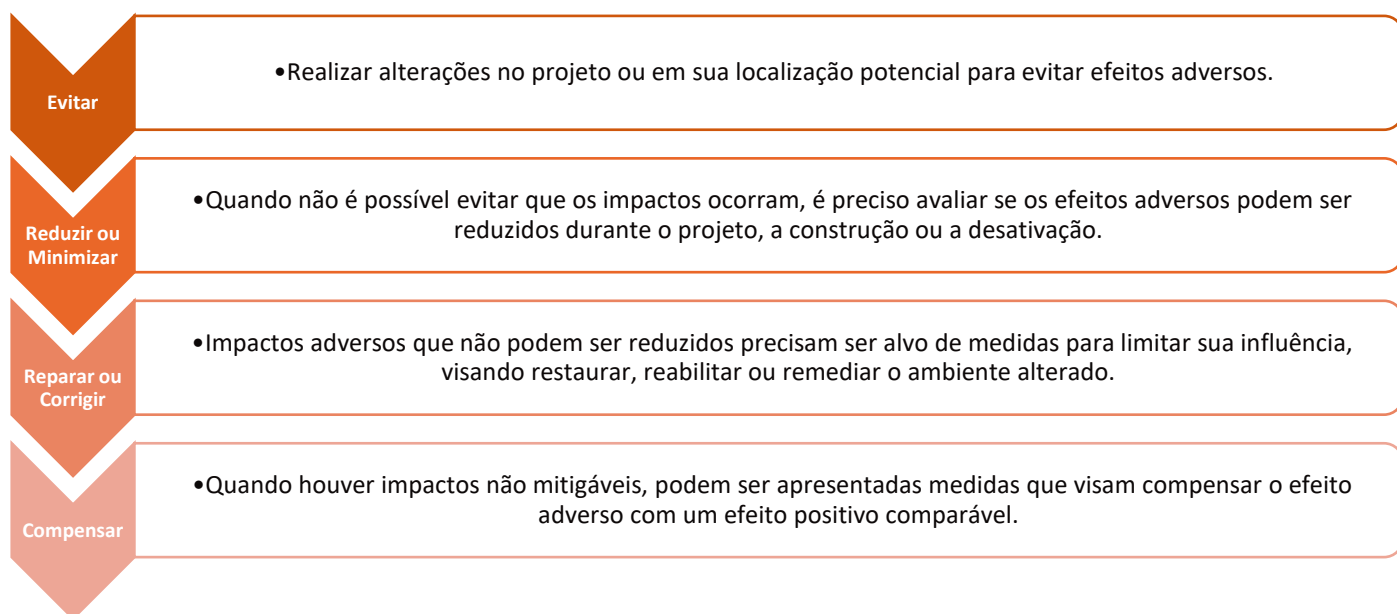 Evitar
•Realizar alterações no projeto ou em sua localização potencial para evitar efeitos adversos.
Reduzir ou
Minimizar
•Quando não é possível evitar que os impactos ocorram, é preciso avaliar se os efeitos adversos podem ser
reduzidos durante o projeto, a construção ou a desativação.
Reparar ou
Corrigir
•Impactos adversos que não podem ser reduzidos precisam ser alvo de medidas para limitar sua influência,
visando restaurar, reabilitar ou remediar o ambiente alterado.
Compensar
•Quando houver impactos não mitigáveis, podem ser apresentadas medidas que visam compensar o efeito
adverso com um efeito positivo comparável.